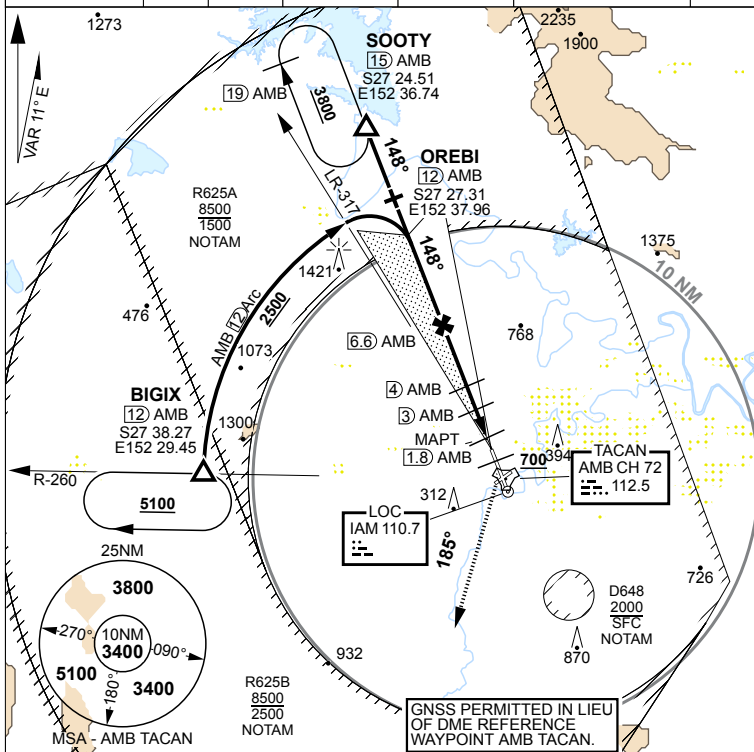 1273
2235
1900
VAR 11° E
SOOTY
15 AMB
S27 24.51
E152 36.74
19 AMB
3800
148°
OREBI
12 AMB
S27 27.31
E152 37.96
LR-317
R625A
8500
1500
NOTAM
148°
1421
1375
10 NM
476
AMB 12 Arc
2500
6.6 AMB
768
1073
BIGIX
12 AMB
S27 38.27
E152 29.45
4 AMB
3 AMB
1300
MAPT
1.8 AMB
394
700
TACAN
AMB CH 72
112.5
R-260
5100
312
LOC
IAM 110.7
185°
25NM
3800
270°
10NM
3400
090°
5100
180°
3400
MSA - AMB TACAN
726
D648
2000
SFC
NOTAM
870
932
R625B
8500
2500
NOTAM
GNSS PERMITTED IN LIEU
OF DME REFERENCE
WAYPOINT AMB TACAN.